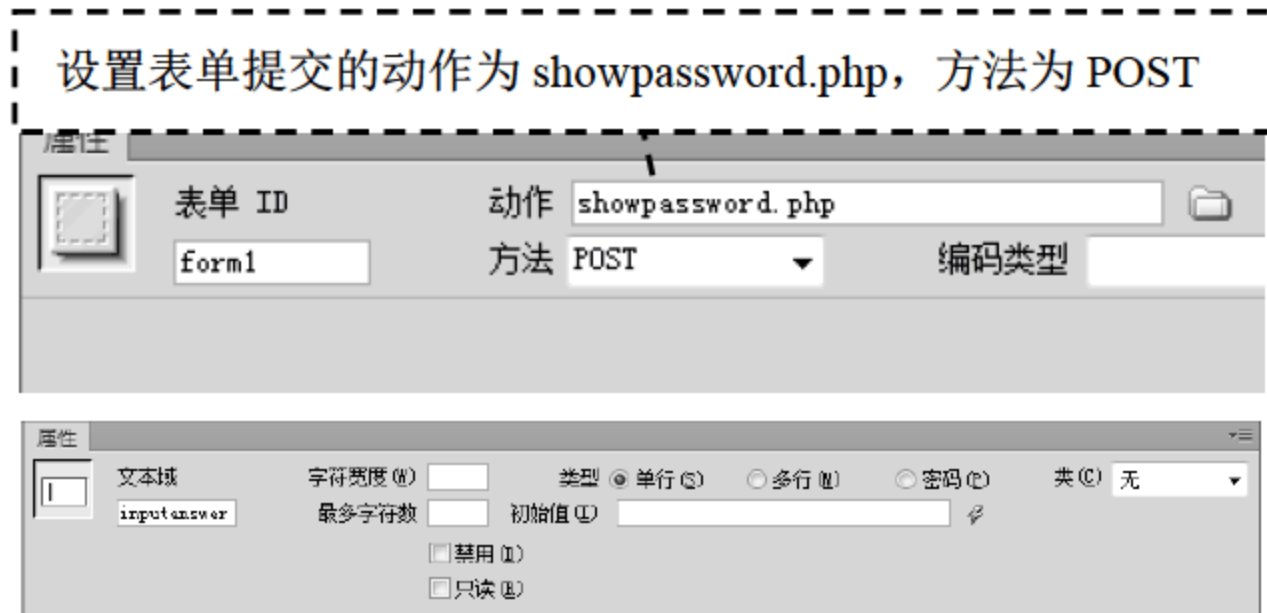 设置表单提交的动作为 showpassword.php，方法为 POST
属性
表单 ID 动作 showpassword.php
form1 方法 POST 编码类型
属性
文本域 字符宽度(W) 类型 单行(S) 多行(M) 密码(P) 类(C) 无
inputanswer 最多字符数 初始值(I)
禁用(D)
只读(R)